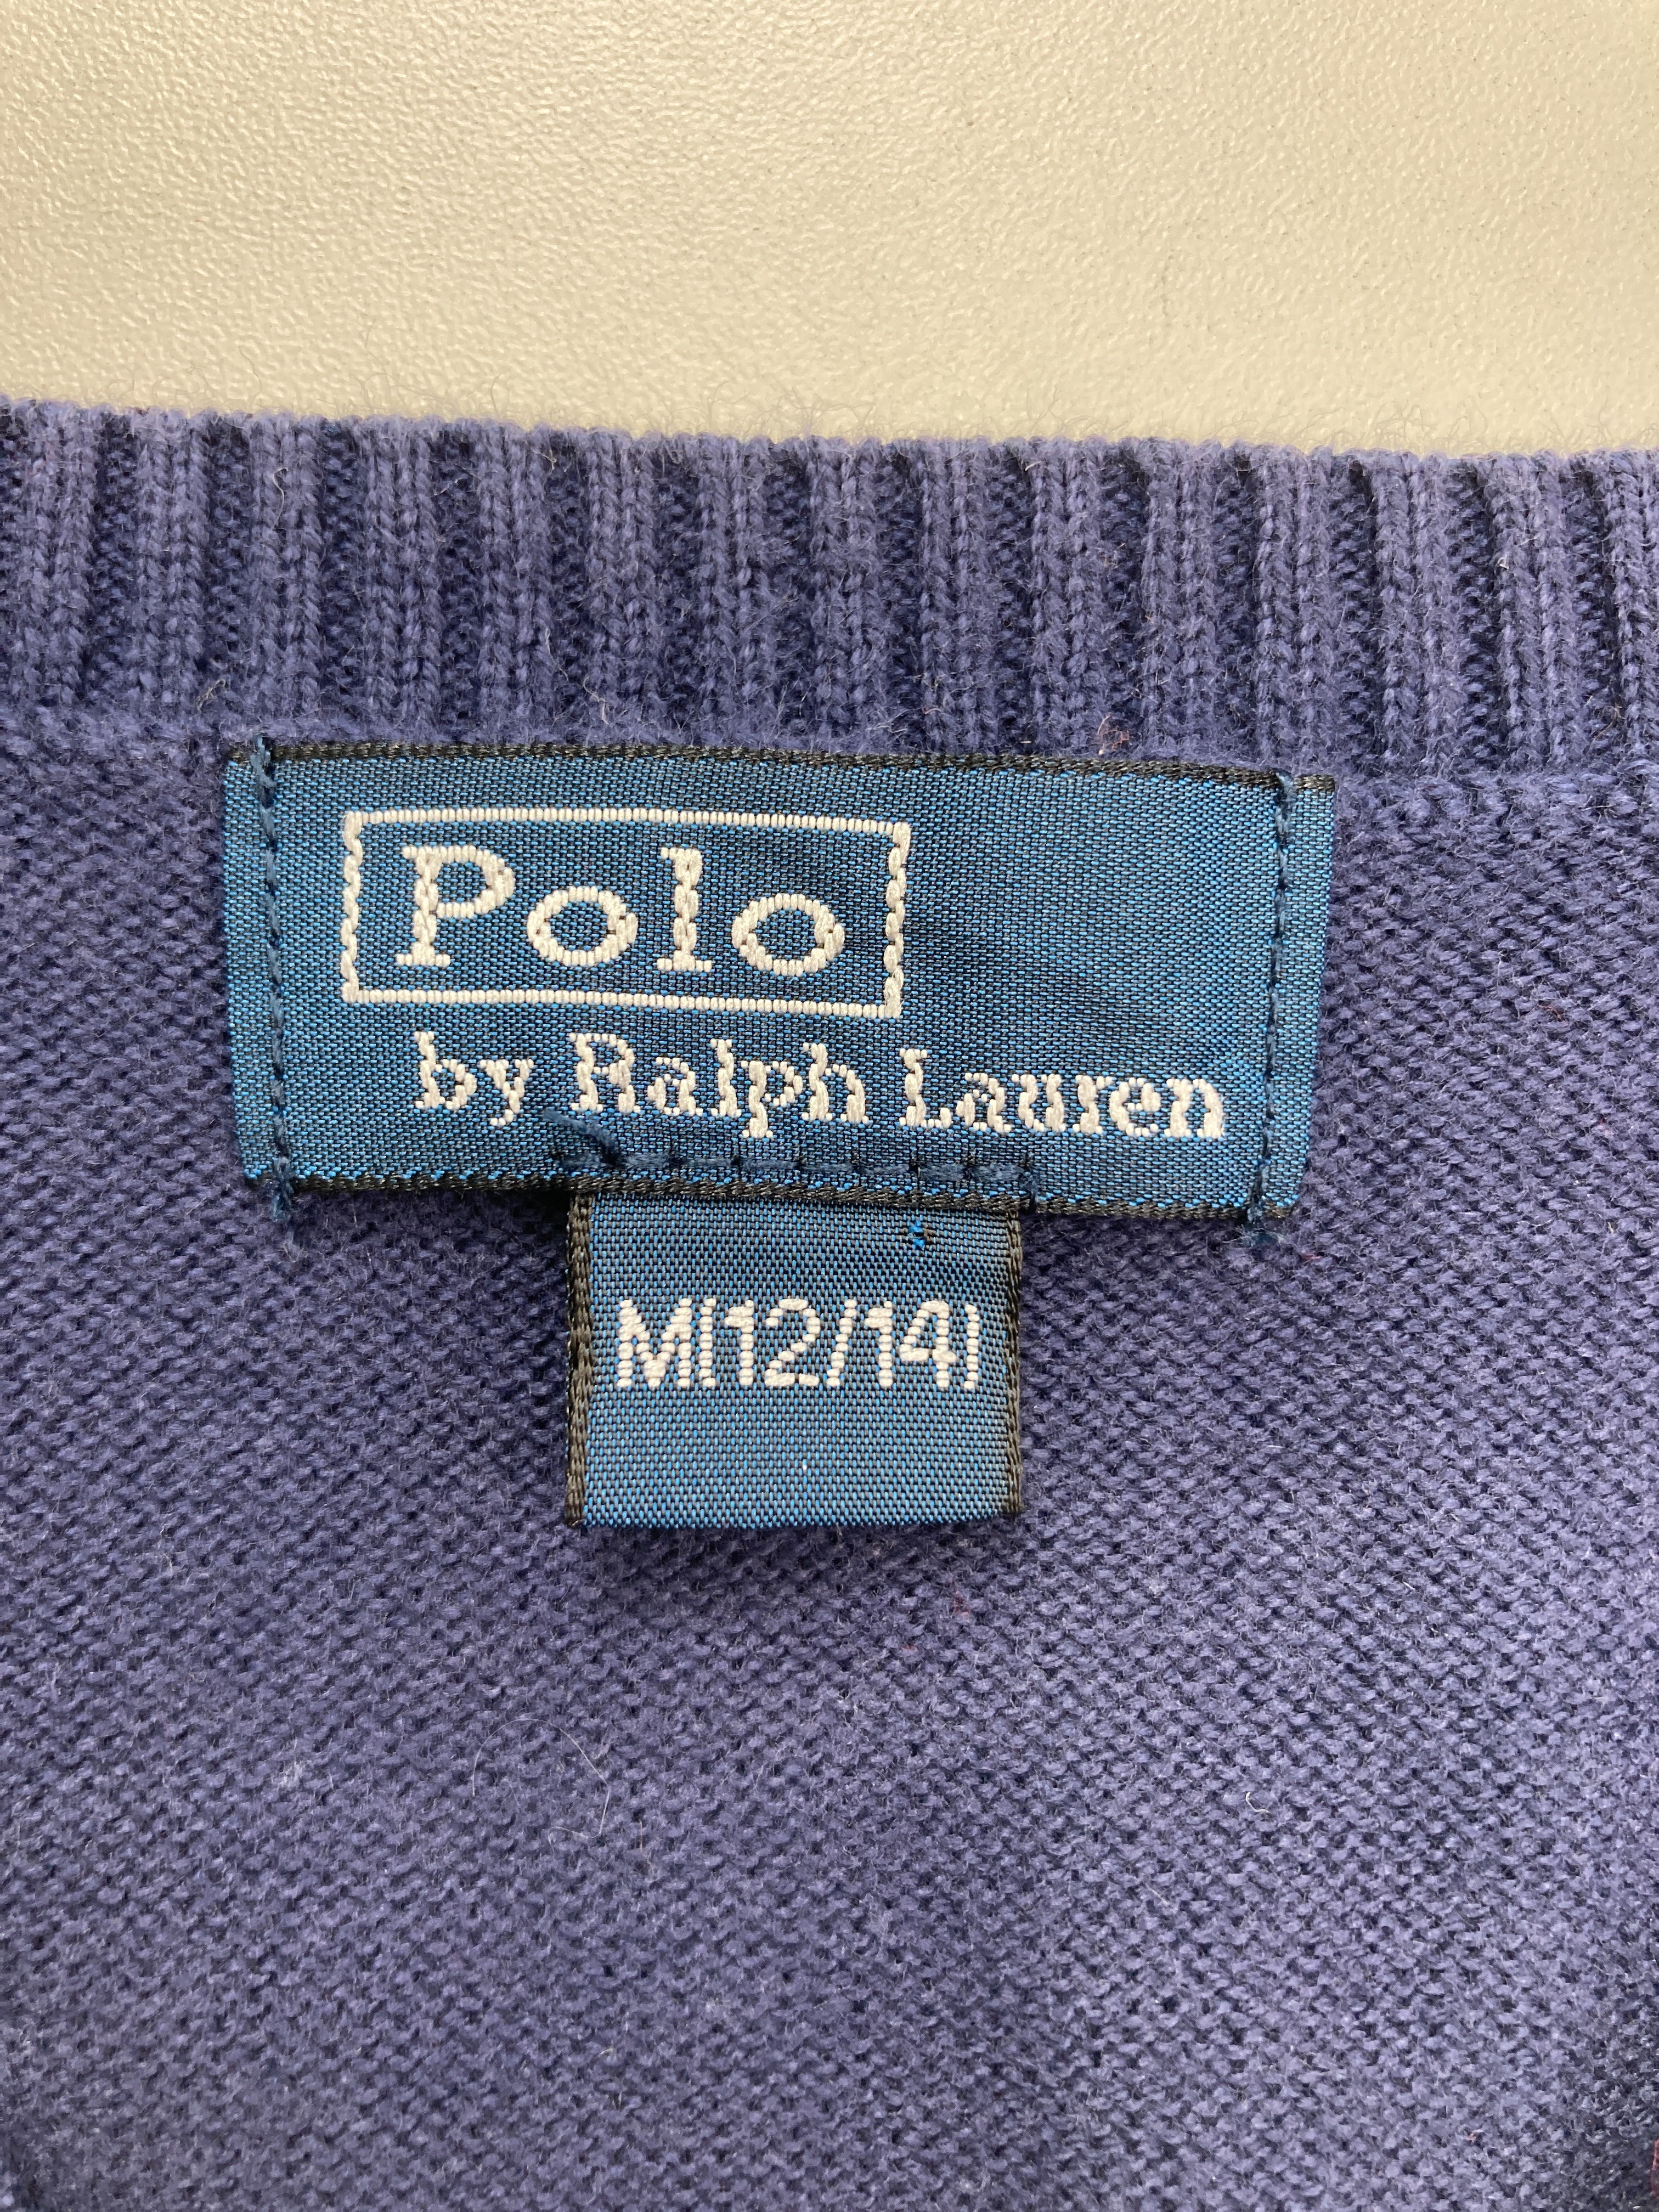 Polo
by Ralph Lauren
M(12/14)